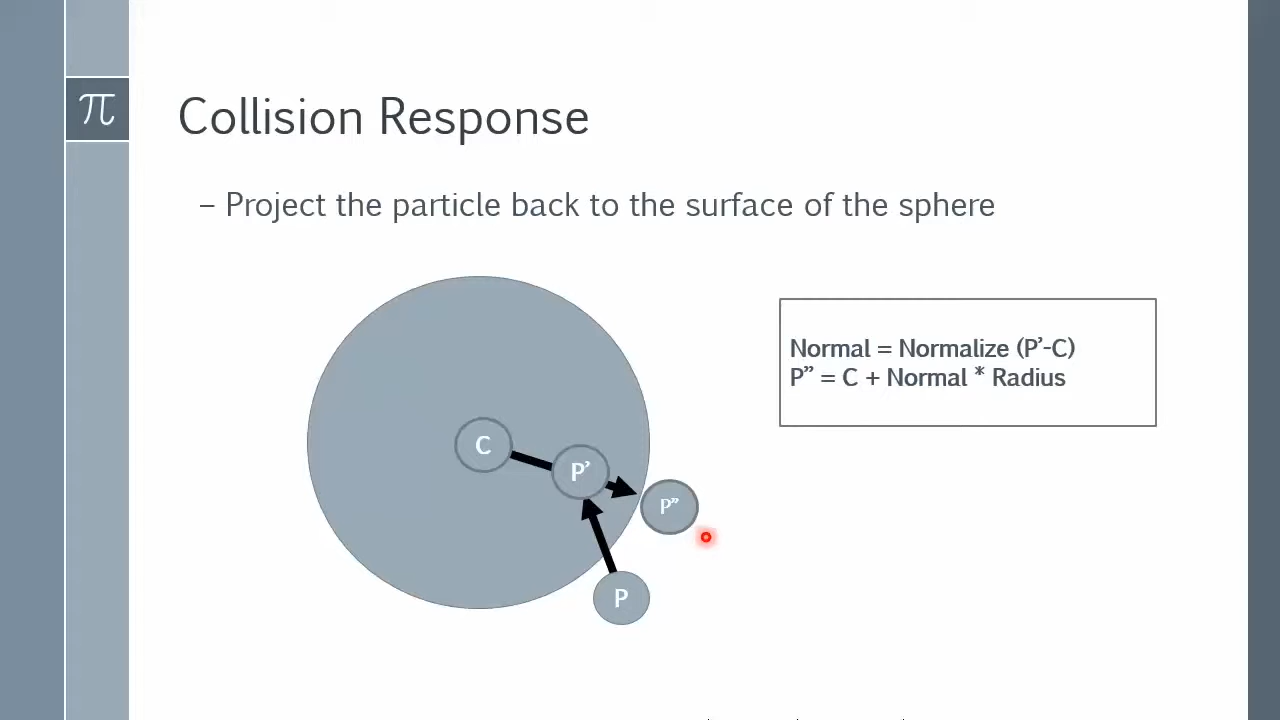 π
Collision Response
– Project the particle back to the surface of the sphere
Normal = Normalize (P’-C)
P” = C + Normal * Radius
C
P’
P”
P